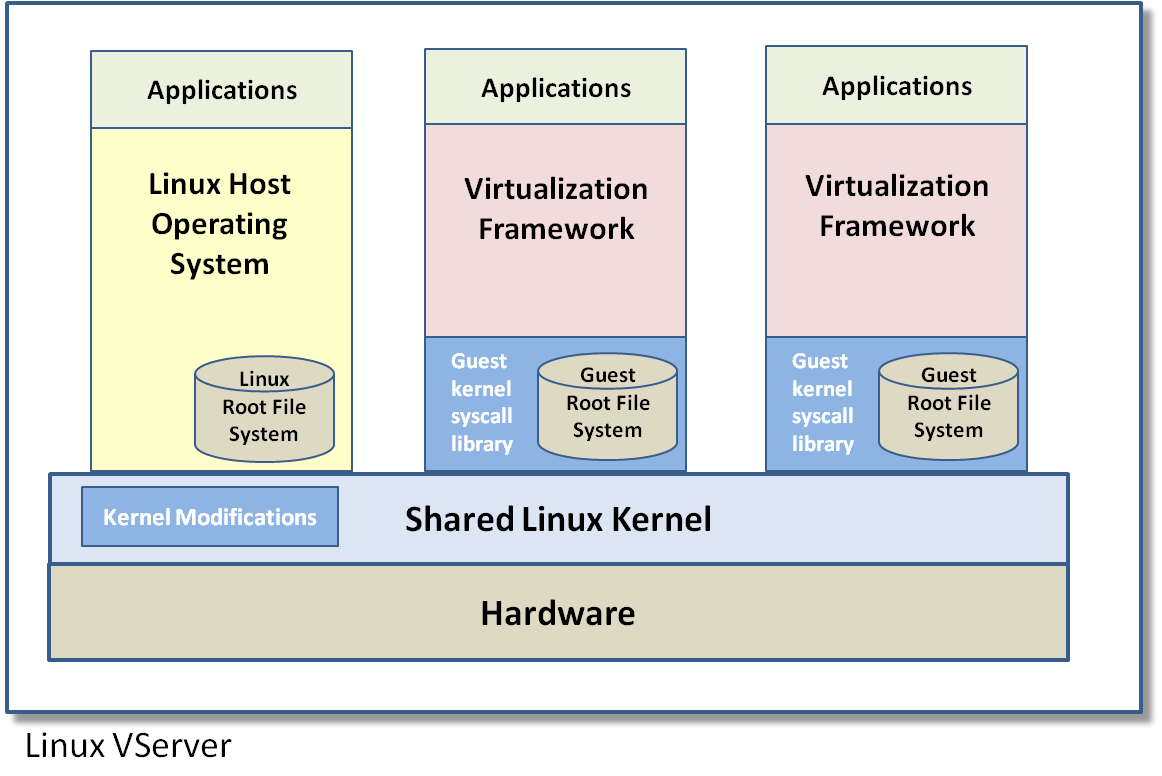 Applications
Linux Host
Operating
System
Linux
Root File
System
Applications
Virtualization
Framework
Guest
kernel
syscall
library
Guest
Root File
System
Applications
Virtualization
Framework
Guest
kernel
syscall
library
Guest
Root File
System
Kernel Modifications
Shared Linux Kernel
Hardware
Linux VServer